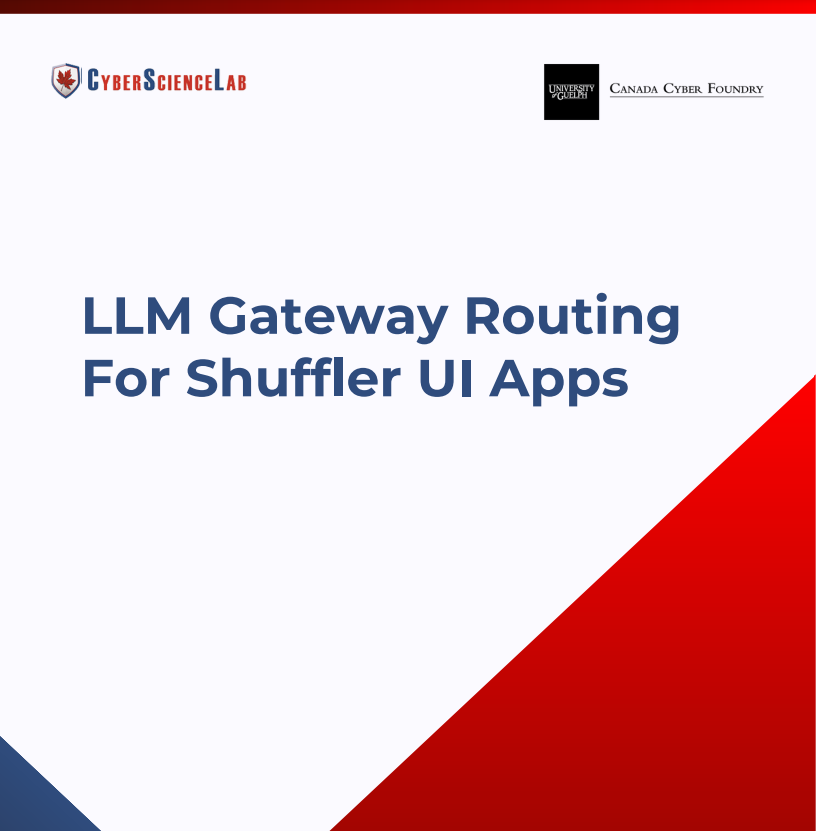 CYBERSCIENCELAB
UNIVERSITY
OF GUELPH
CANADA CYBER FOUNDRY
LLM Gateway Routing
For Shuffler UI Apps